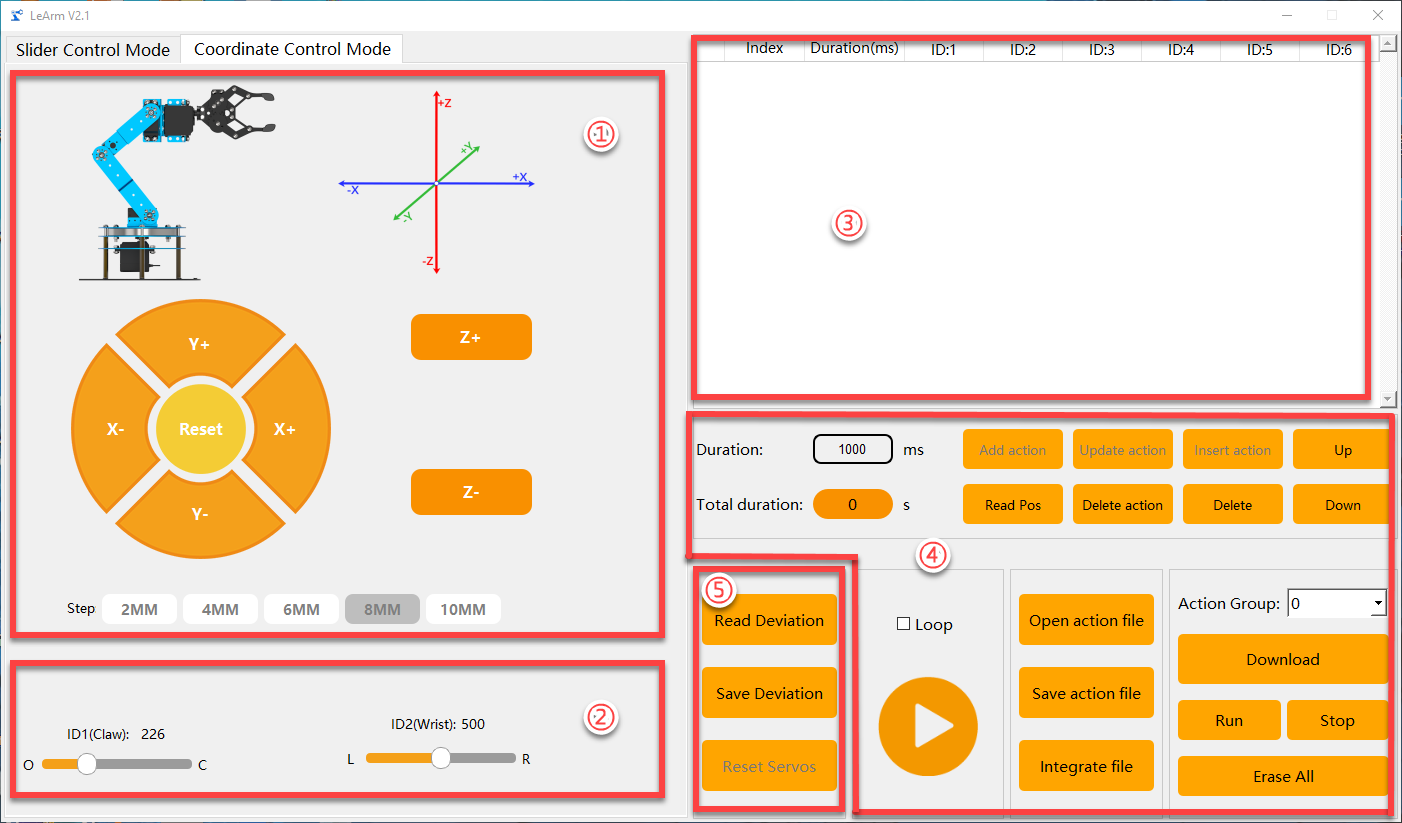 LeArm V2.1
Slider Control Mode Coordinate Control Mode
①
+Z
+Y
+X
-X
-Y
-Z
Y+
X- Reset X+
Y-
Z+
Z-
Step 2MM 4MM 6MM 8MM 10MM
②
ID1(Claw): 226
O C
ID2(Wrist): 500
L R
Index Duration(ms) ID:1 ID:2 ID:3 ID:4 ID:5 ID:6
③
Duration: 1000 ms Add action Update action Insert action Up
Total duration: 0 s Read Pos Delete action Delete Down
④
⑤
Read Deviation
Save Deviation
Reset Servos
Loop
Open action file
Save action file
Integrate file
Action Group: 0
Download
Run Stop
Erase All